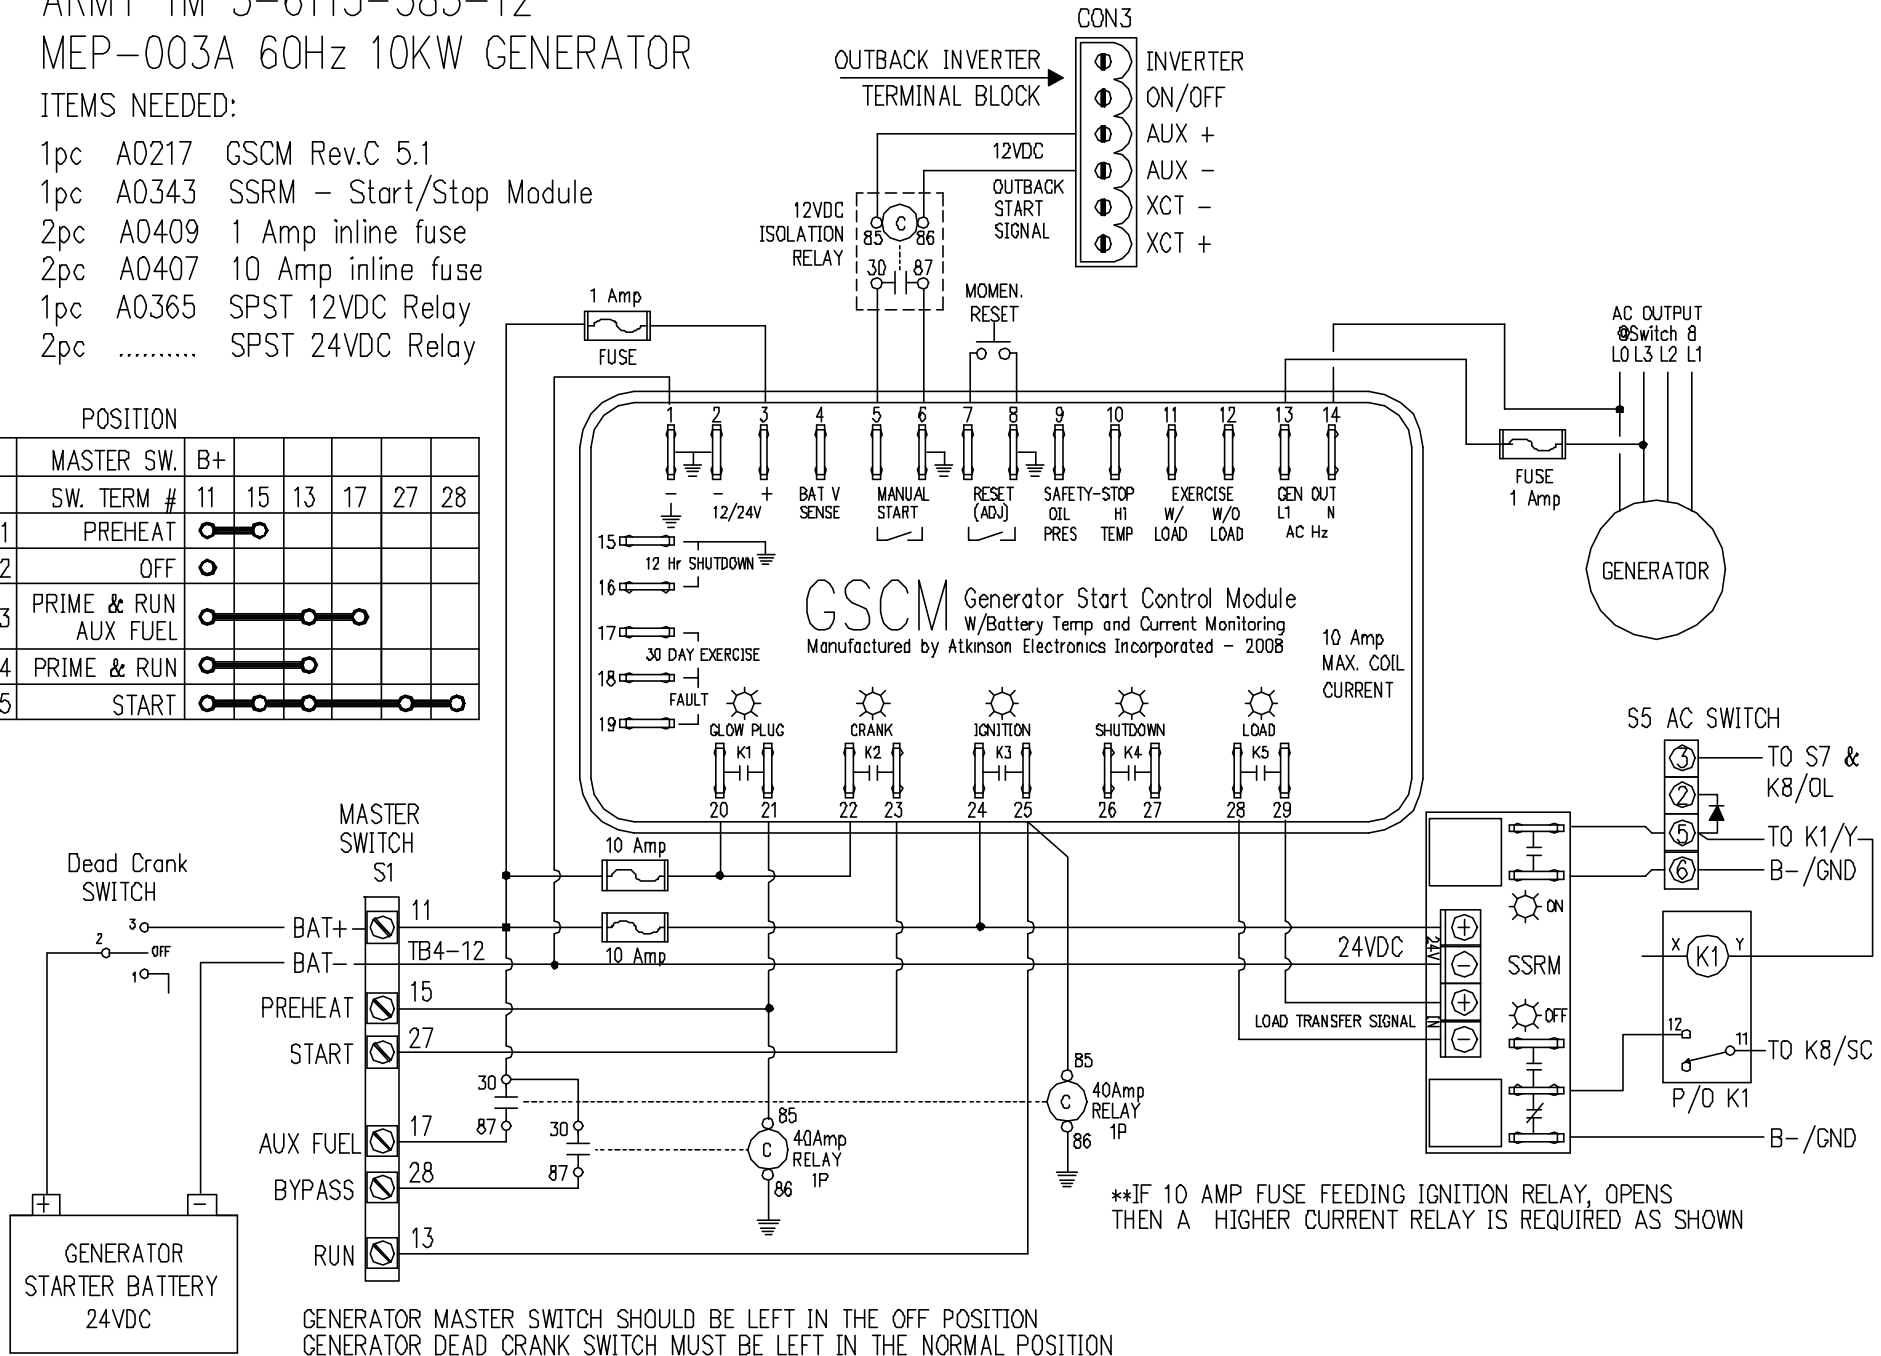 ARMY TM 5-6115-585-12
MEP-003A 60Hz 10KW GENERATOR
ITEMS NEEDED:
1pc A0217 GSCM Rev.C 5.1
1pc A0343 SSRM - Start/Stop Module
2pc A0409 1 Amp inline fuse
2pc A0407 10 Amp inline fuse
1pc A0365 SPST 12VDC Relay
2pc .......... SPST 24VDC Relay
POSITION
MASTER SW. B+
SW. TERM # 11 15 13 17 27 28
1 PREHEAT
2 OFF
3 PRIME & RUN
AUX FUEL
4 PRIME & RUN
5 START
CON3
OUTBACK INVERTER
TERMINAL BLOCK
INVERTER
ON/OFF
AUX +
AUX -
XCT -
XCT +
12VDC
OUTBACK
START
SIGNAL
12VDC
ISOLATION
RELAY
C
85 86
30 87
MOMEN.
RESET
1 Amp
FUSE
AC OUTPUT
@Switch 8
L0 L3 L2 L1
FUSE
1 Amp
GENERATOR
1 2 3 4 5 6 7 8 9 10 11 12 13 14
- - +
12/24V
BAT V
SENSE
MANUAL
START
RESET
(ADJ)
SAFETY-STOP
OIL
PRES
HI
TEMP
EXERCISE
W/
LOAD
W/O
LOAD
GEN OUT
L1 N
AC Hz
15
12 Hr SHUTDOWN
16
17
30 DAY EXERCISE
18
FAULT
19
GSCM
Generator Start Control Module
W/Battery Temp and Current Monitoring
Manufactured by Atkinson Electronics Incorporated - 2008
10 Amp
MAX. COIL
CURRENT
GLOW PLUG CRANK IGNITION SHUTDOWN LOAD
K1 K2 K3 K4 K5
20 21 22 23 24 25 26 27 28 29
S5 AC SWITCH
3 TO S7 &
K8/OL
2
5 TO K1/Y
6 B-/GND
ON
SSRM
OFF
24VDC
24V
+
-
+
-
IN
LOAD TRANSFER SIGNAL
X K1 Y
12
11
TO K8/SC
P/O K1
B-/GND
MASTER
SWITCH
S1
Dead Crank
SWITCH
3
2
OFF
1
10 Amp
10 Amp
BAT+ 11
BAT- TB4-12
PREHEAT 15
START 27
AUX FUEL 17
BYPASS 28
RUN 13
30
87
30
87
85
C
86
40Amp
RELAY
1P
85
C
86
40Amp
RELAY
1P
+ -
GENERATOR
STARTER BATTERY
24VDC
**IF 10 AMP FUSE FEEDING IGNITION RELAY, OPENS
THEN A HIGHER CURRENT RELAY IS REQUIRED AS SHOWN
GENERATOR MASTER SWITCH SHOULD BE LEFT IN THE OFF POSITION
GENERATOR DEAD CRANK SWITCH MUST BE LEFT IN THE NORMAL POSITION